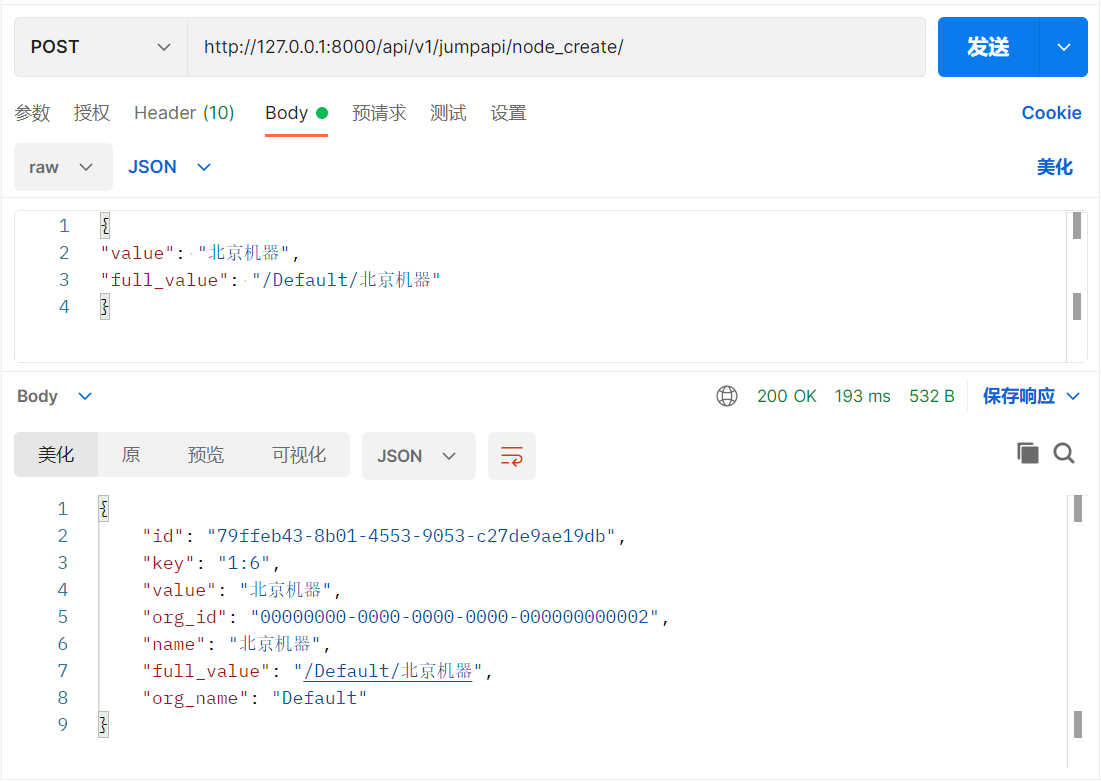 POST http://127.0.0.1:8000/api/v1/jumpapi/node_create/ 发送
参数 授权 Header (10) Body 预请求 测试 设置 Cookie
raw JSON 美化
1 {
2 "value": "北京机器",
3 "full_value": "/Default/北京机器"
4 }
Body 200 OK 193 ms 532 B 保存响应
美化 原 预览 可视化 JSON
1 {
2 "id": "79ffeb43-8b01-4553-9053-c27de9ae19db",
3 "key": "1:6",
4 "value": "北京机器",
5 "org_id": "00000000-0000-0000-0000-000000000002",
6 "name": "北京机器",
7 "full_value": "/Default/北京机器",
8 "org_name": "Default"
9 }